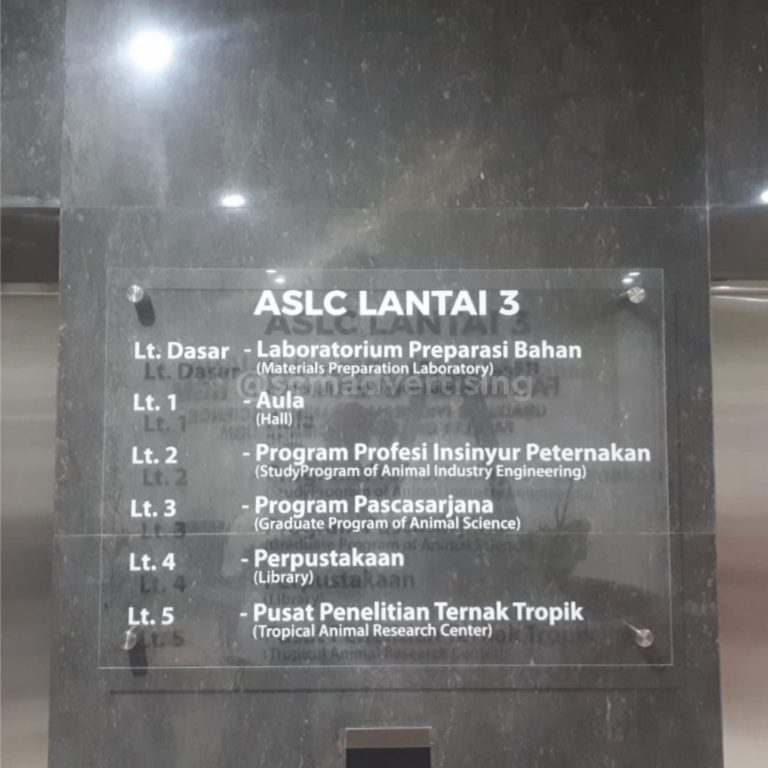 ASLC LANTAI 3
Lt. Dasar - Laboratorium Preparasi Bahan
(Materials Preparation Laboratory)
@somaadvertising
Lt. 1 - Aula
(Hall)
Lt. 2 - Program Profesi Insinyur Peternakan
(StudyProgram of Animal Industry Engineering)
Lt. 3 - Program Pascasarjana
(Graduate Program of Animal Science)
Lt. 4 - Perpustakaan
(Library)
Lt. 5 - Pusat Penelitian Ternak Tropik
(Tropical Animal Research Center)